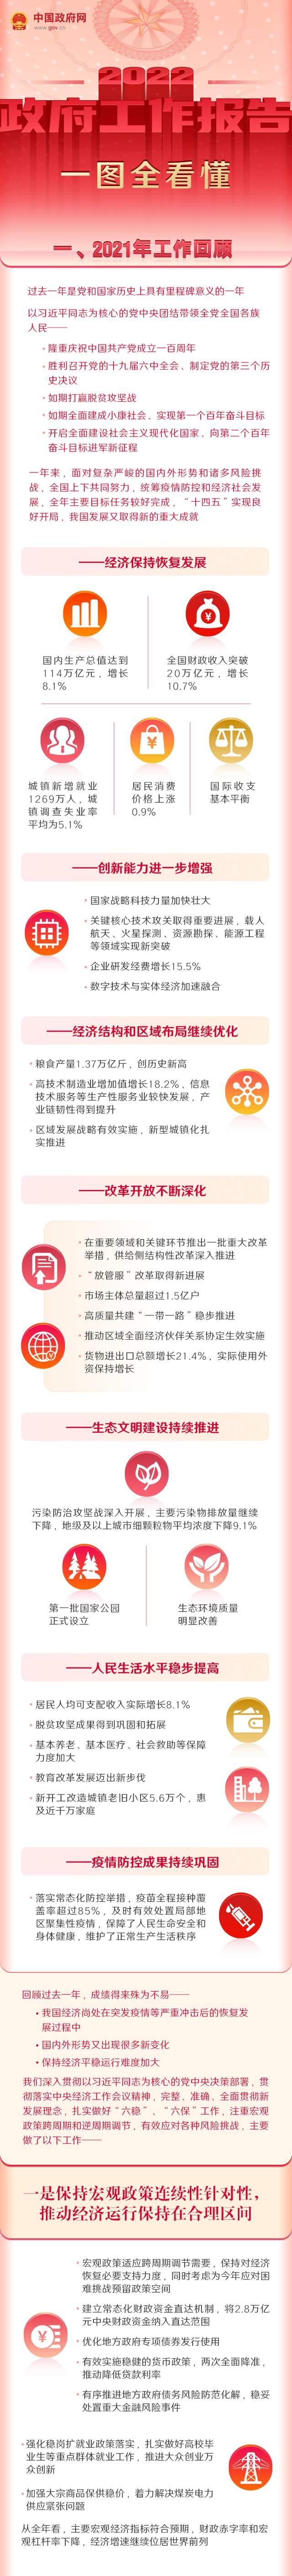 中国政府网
www.gov.cn
2022
政府工作报告
一图全看懂
一、2021年工作回顾
过去一年是党和国家历史上具有里程碑意义的一年
以习近平同志为核心的党中央团结带领全党全国各族
人民——
隆重庆祝中国共产党成立一百周年
胜利召开党的十九届六中全会、制定党的第三个历
史决议
如期打赢脱贫攻坚战
如期全面建成小康社会、实现第一个百年奋斗目标
开启全面建设社会主义现代化国家、向第二个百年
奋斗目标进军新征程
一年来，面对复杂严峻的国内外形势和诸多风险挑
战，全国上下共同努力，统筹疫情防控和经济社会发
展，全年主要目标任务较好完成，“十四五”实现良
好开局，我国发展又取得新的重大成就
——经济保持恢复发展
国内生产总值达到
114万亿元，增长
8.1%
全国财政收入突破
20万亿元，增长
10.7%
城镇新增就业
1269万人，城
镇调查失业率
平均为5.1%
居民消费
价格上涨
0.9%
国际收支
基本平衡
——创新能力进一步增强
国家战略科技力量加快壮大
关键核心技术攻关取得重要进展，载人
航天、火星探测、资源勘探、能源工程
等领域实现新突破
企业研发经费增长15.5%
数字技术与实体经济加速融合
——经济结构和区域布局继续优化
粮食产量1.37万亿斤，创历史新高
高技术制造业增加值增长18.2%，信息
技术服务等生产性服务业较快发展，产
业链韧性得到提升
区域发展战略有效实施，新型城镇化扎
实推进
——改革开放不断深化
在重要领域和关键环节推出一批重大改革
举措，供给侧结构性改革深入推进
“放管服”改革取得新进展
市场主体总量超过1.5亿户
高质量共建“一带一路”稳步推进
推动区域全面经济伙伴关系协定生效实施
货物进出口总额增长21.4%，实际使用外
资保持增长
——生态文明建设持续推进
污染防治攻坚战深入开展，主要污染物排放量继续
下降，地级及以上城市细颗粒物平均浓度下降9.1%
第一批国家公园
正式设立
生态环境质量
明显改善
——人民生活水平稳步提高
居民人均可支配收入实际增长8.1%
脱贫攻坚成果得到巩固和拓展
基本养老、基本医疗、社会救助等保障
力度加大
教育改革发展迈出新步伐
新开工改造城镇老旧小区5.6万个，惠
及近千万家庭
——疫情防控成果持续巩固
落实常态化防控举措，疫苗全程接种覆
盖率超过85%，及时有效处置局部地
区聚集性疫情，保障了人民生命安全和
身体健康，维护了正常生产生活秩序
回顾过去一年，成绩得来殊为不易——
我国经济尚处在突发疫情等严重冲击后的恢复发
展过程中
国内外形势又出现很多新变化
保持经济平稳运行难度加大
我们深入贯彻以习近平同志为核心的党中央决策部署，贯
彻落实中央经济工作会议精神，完整、准确、全面贯彻新
发展理念，扎实做好“六稳”、“六保”工作，注重宏观
政策跨周期和逆周期调节，有效应对各种风险挑战，主要
做了以下工作——
一是保持宏观政策连续性针对性，
推动经济运行保持在合理区间
宏观政策适应跨周期调节需要，保持对经济
恢复必要支持力度，同时考虑为今年应对困
难挑战预留政策空间
建立常态化财政资金直达机制，将2.8万亿
元中央财政资金纳入直达范围
优化地方政府专项债券发行使用
有效实施稳健的货币政策，两次全面降准，
推动降低贷款利率
有序推进地方政府债务风险防范化解，稳妥
处置重大金融风险事件
强化稳岗扩就业政策落实，扎实做好高校毕
业生等重点群体就业工作，推进大众创业万
众创新
加强大宗商品保供稳价，着力解决煤炭电力
供应紧张问题
从全年看，主要宏观经济指标符合预期，财政赤字率和宏
观杠杆率下降，经济增速继续位居世界前列